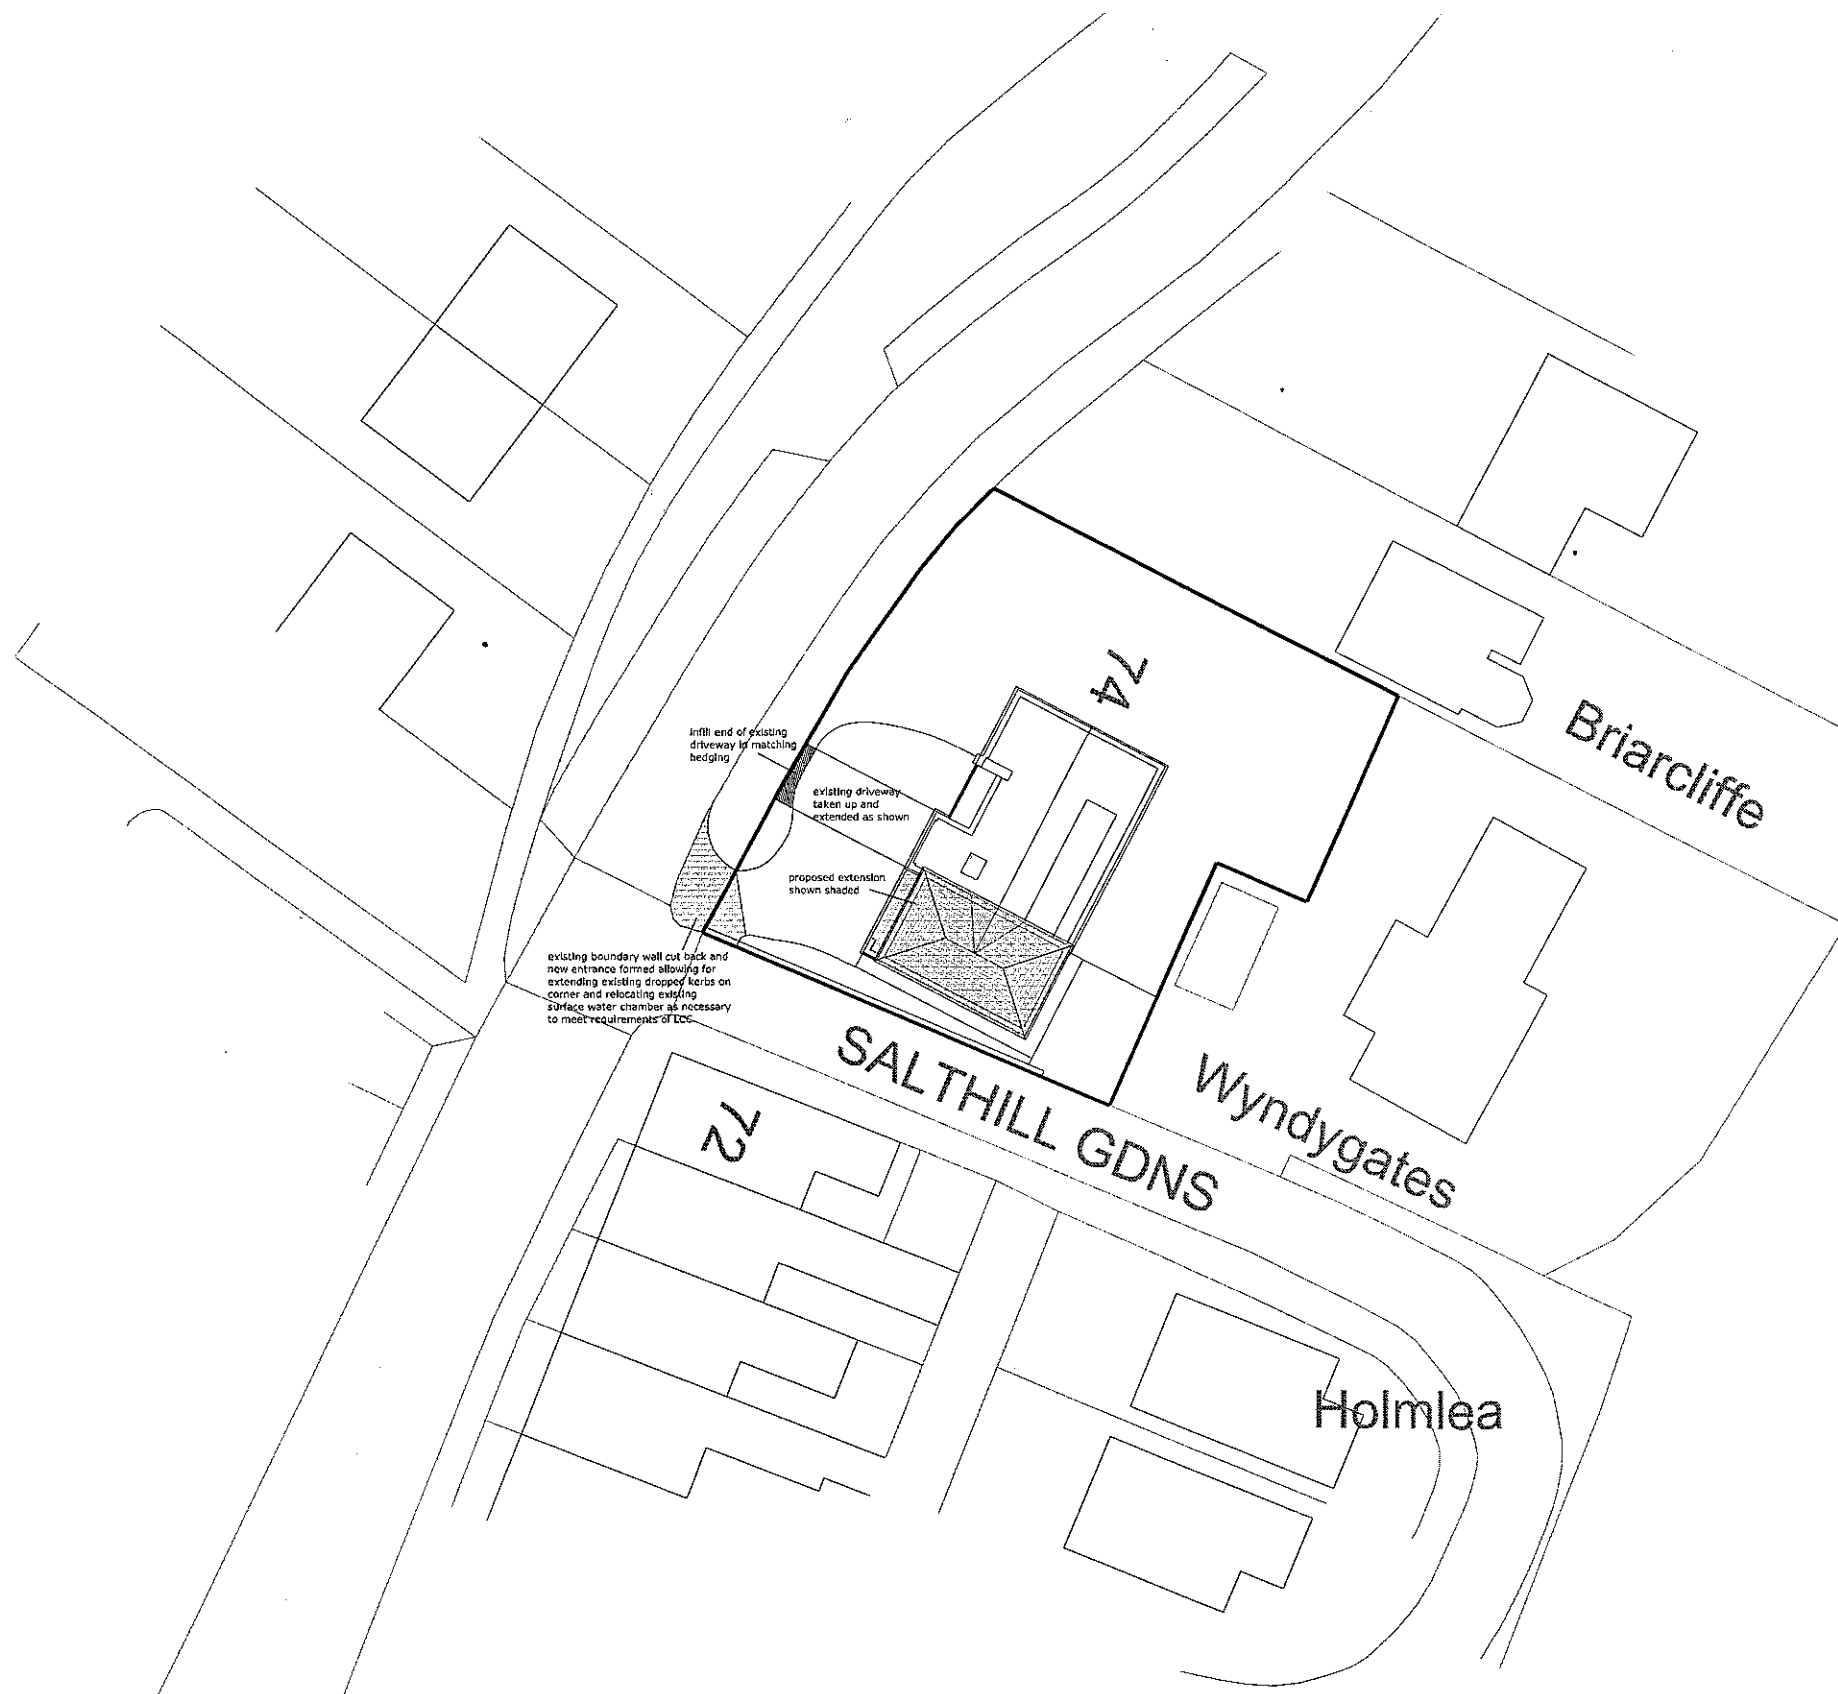 74
Briarcliffe
infill end of existing
driveway in matching
hedging
existing driveway
taken up and
extended as shown
proposed extension
shown shaded
existing boundary wall cut back and
new entrance formed allowing for
extending existing dropped kerbs on
corner and relocating existing
surface water chamber as necessary
to meet requirements of LCC
SALTHILL GDNS
Wyndygates
72
Holmlea